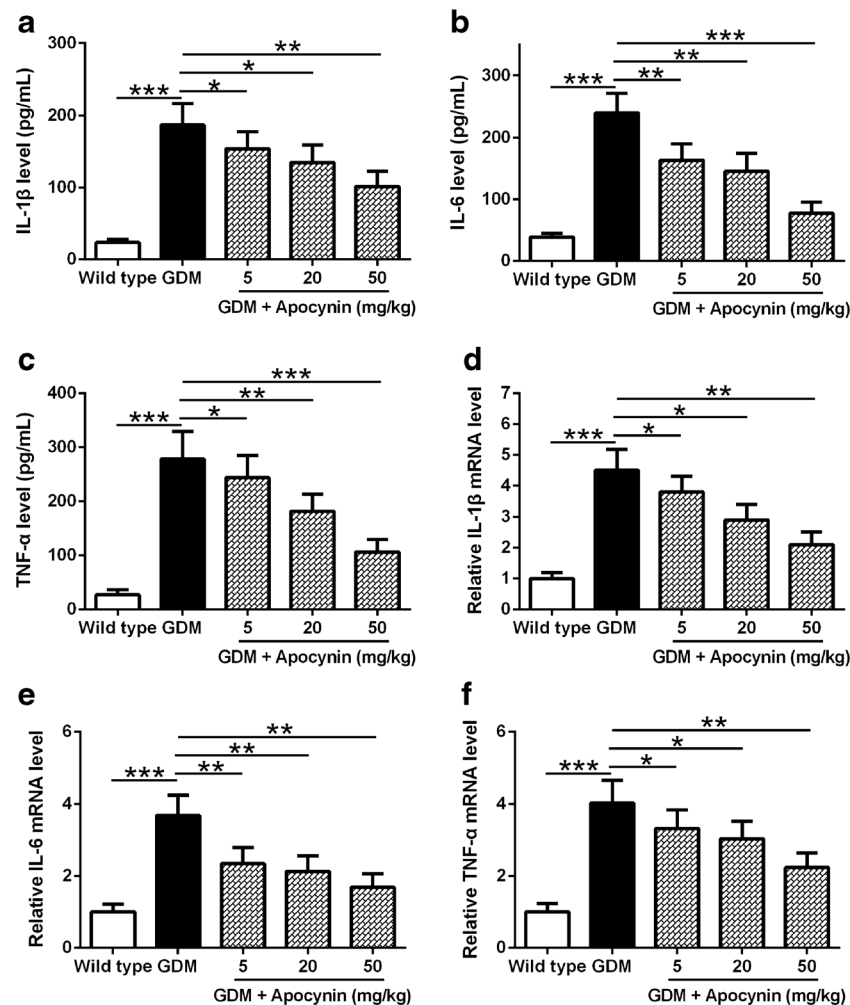 a
IL-1β level (pg/mL)
300
200
100
0
***
*
*
**
Wild type GDM 5 20 50
GDM + Apocynin (mg/kg)
b
IL-6 level (pg/mL)
300
200
100
0
***
**
**
***
Wild type GDM 5 20 50
GDM + Apocynin (mg/kg)
c
TNF-α level (pg/mL)
400
300
200
100
0
***
*
**
***
Wild type GDM 5 20 50
GDM + Apocynin (mg/kg)
d
Relative IL-1β mRNA level
7
6
5
4
3
2
1
0
***
*
*
**
Wild type GDM 5 20 50
GDM + Apocynin (mg/kg)
e
Relative IL-6 mRNA level
6
4
2
0
***
**
**
**
Wild type GDM 5 20 50
GDM + Apocynin (mg/kg)
f
Relative TNF-α mRNA level
6
4
2
0
***
*
*
**
Wild type GDM 5 20 50
GDM + Apocynin (mg/kg)